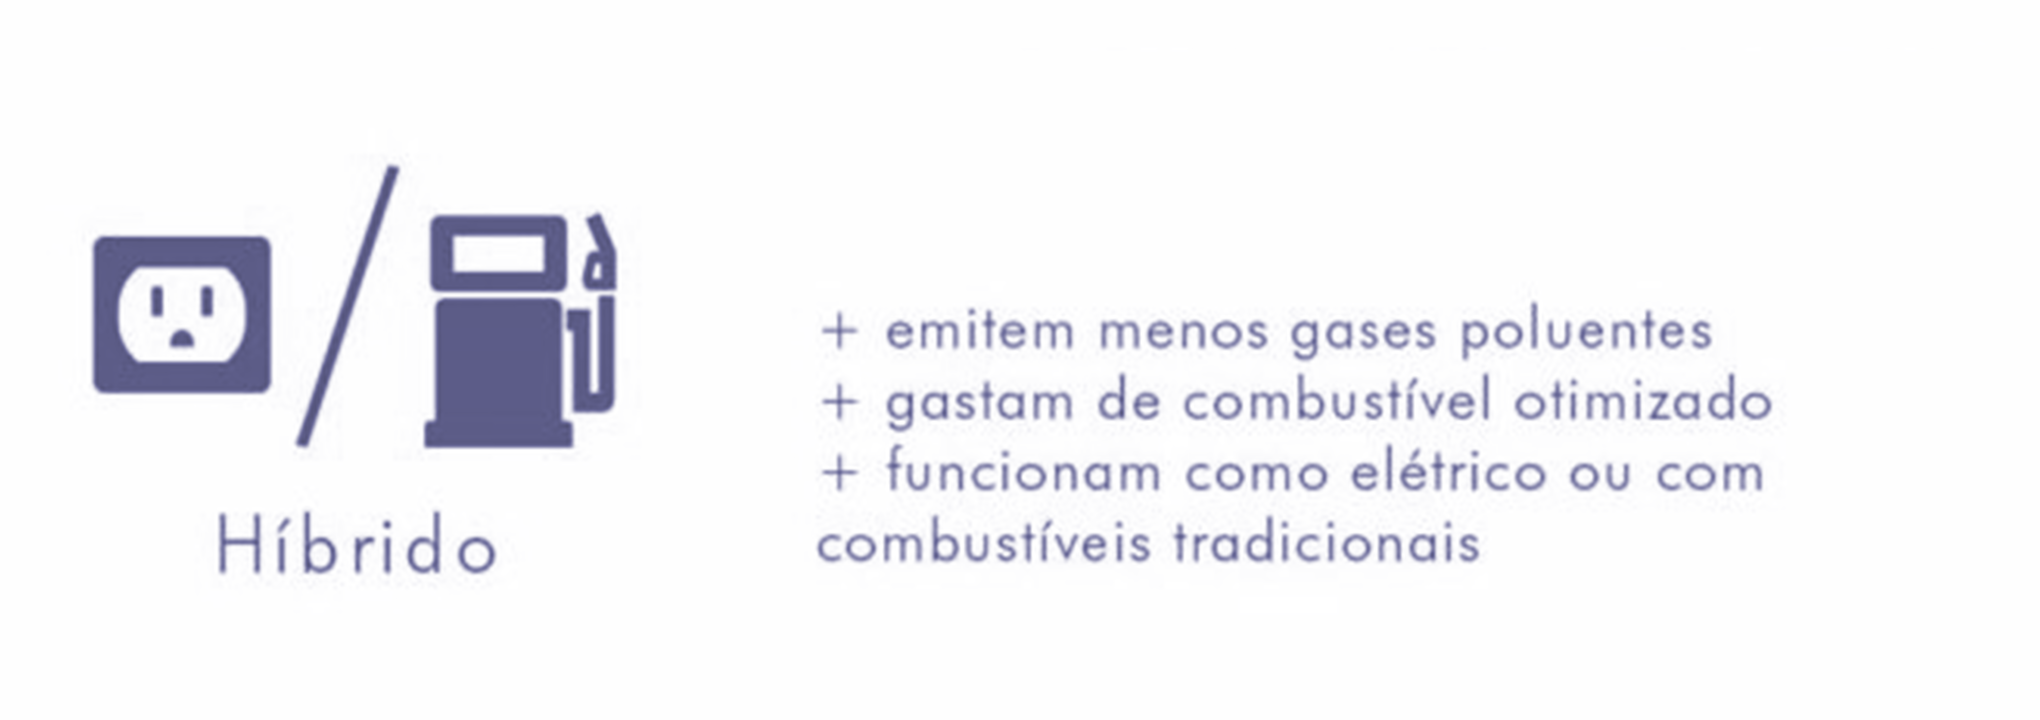 + emitem menos gases poluentes
+ gastam de combustível otimizado
+ funcionam como elétrico ou com
combustíveis tradicionais
Híbrido